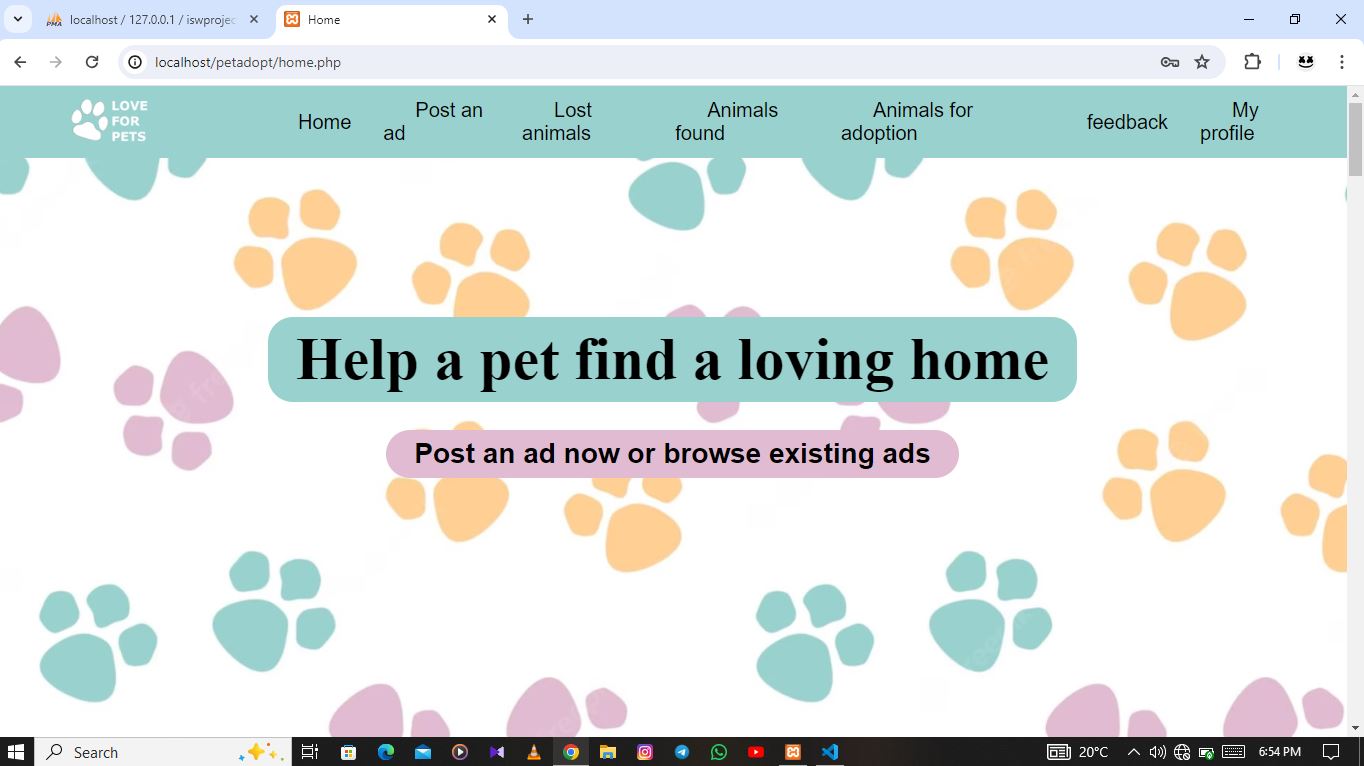 localhost / 127.0.0.1 / iswprojec
Home
localhost/petadopt/home.php
LOVE
FOR
PETS
Home
Post an
ad
Lost
animals
Animals
found
Animals for
adoption
feedback
My
profile
Help a pet find a loving home
Post an ad now or browse existing ads
Search
20°C
6:54 PM